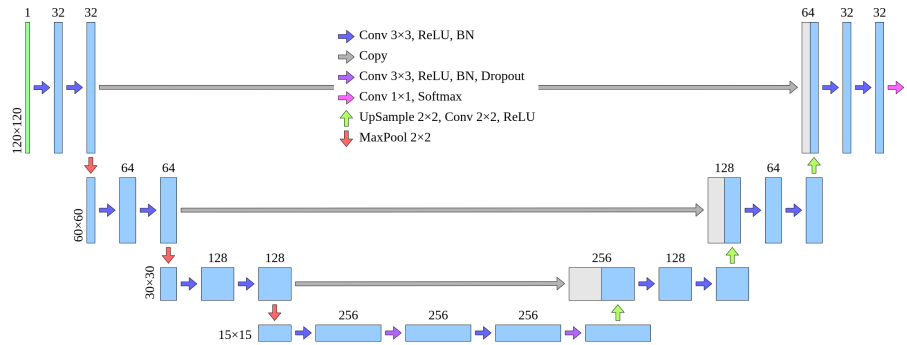 1 32 32 64 32 32
Conv 3×3, ReLU, BN
Copy
Conv 3×3, ReLU, BN, Dropout
Conv 1×1, Softmax
UpSample 2×2, Conv 2×2, ReLU
MaxPool 2×2
120×120
64 64 128 64
60×60
128 128 256 128
30×30
256 256 256
15×15